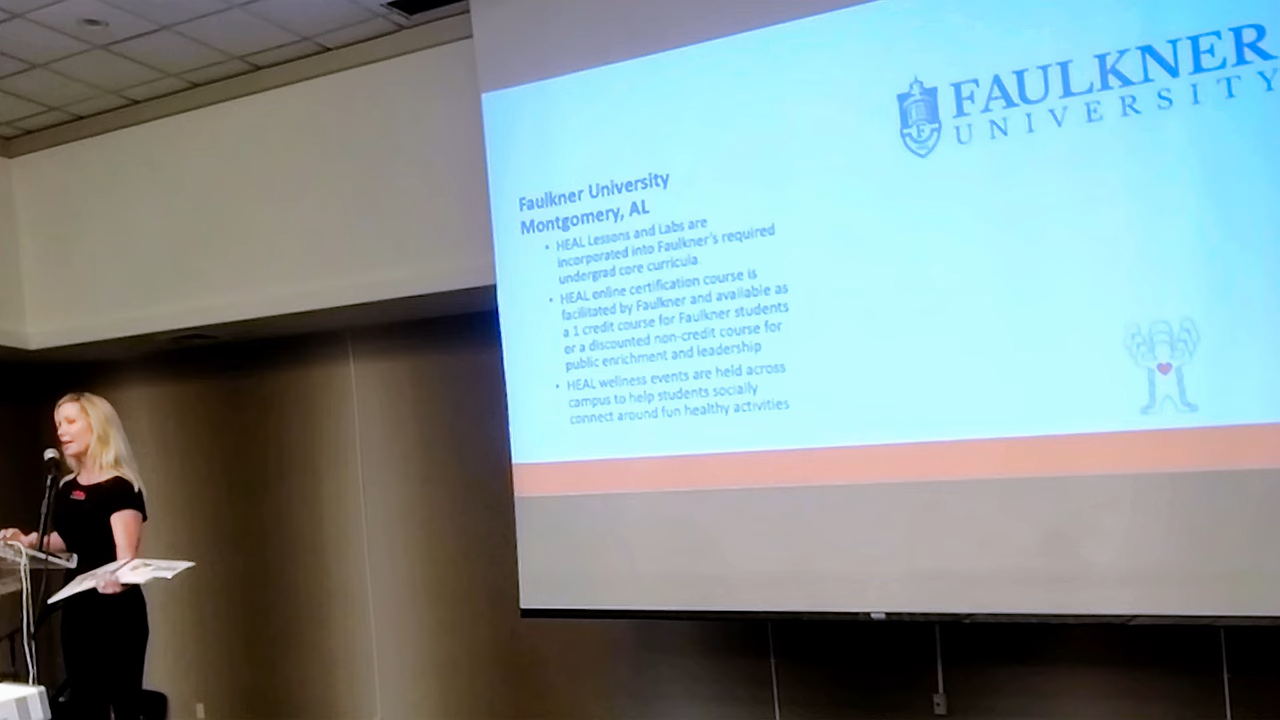 FAULKNER
UNIVERSITY
Faulkner University
Montgomery, AL
• HEAL Lessons and Labs are
incorporated into Faulkner's required
undergrad core curricula
• HEAL online certification course is
facilitated by Faulkner and available as
a 1 credit course for Faulkner students
or a discounted non-credit course for
public enrichment and leadership
• HEAL wellness events are held across
campus to help students socially
connect around fun healthy activities